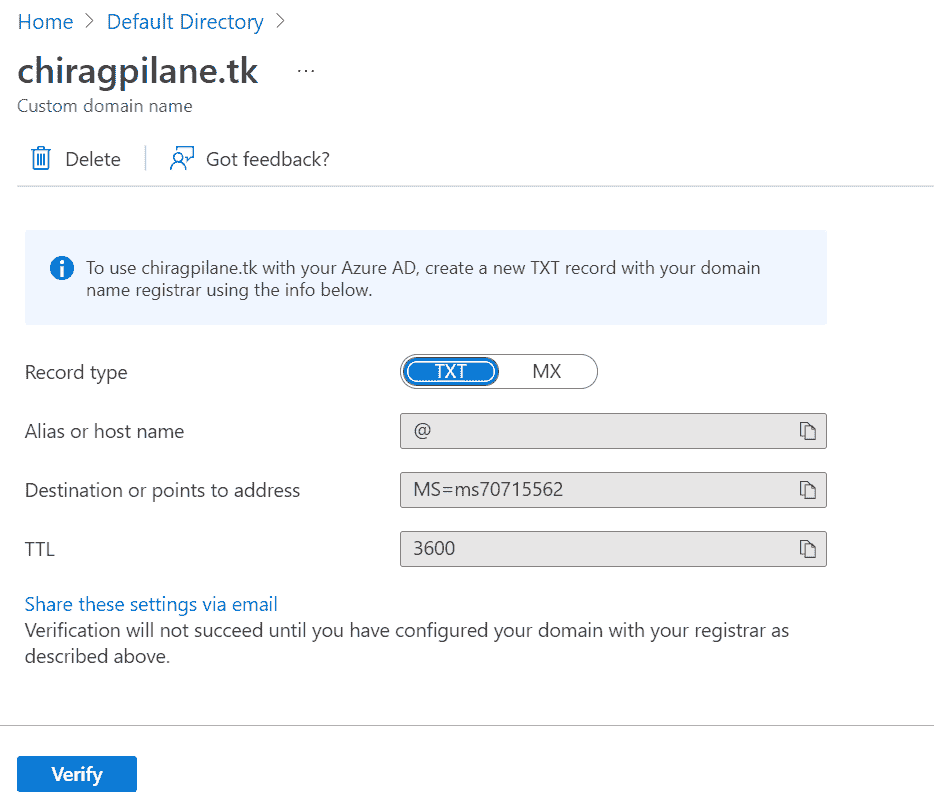 Home > Default Directory >
chiragpilane.tk ...
Custom domain name
Delete | Got feedback?
To use chiragpilane.tk with your Azure AD, create a new TXT record with your domain
name registrar using the info below.
Record type TXT MX
Alias or host name @
Destination or points to address MS=ms70715562
TTL 3600
Share these settings via email
Verification will not succeed until you have configured your domain with your registrar as
described above.
Verify